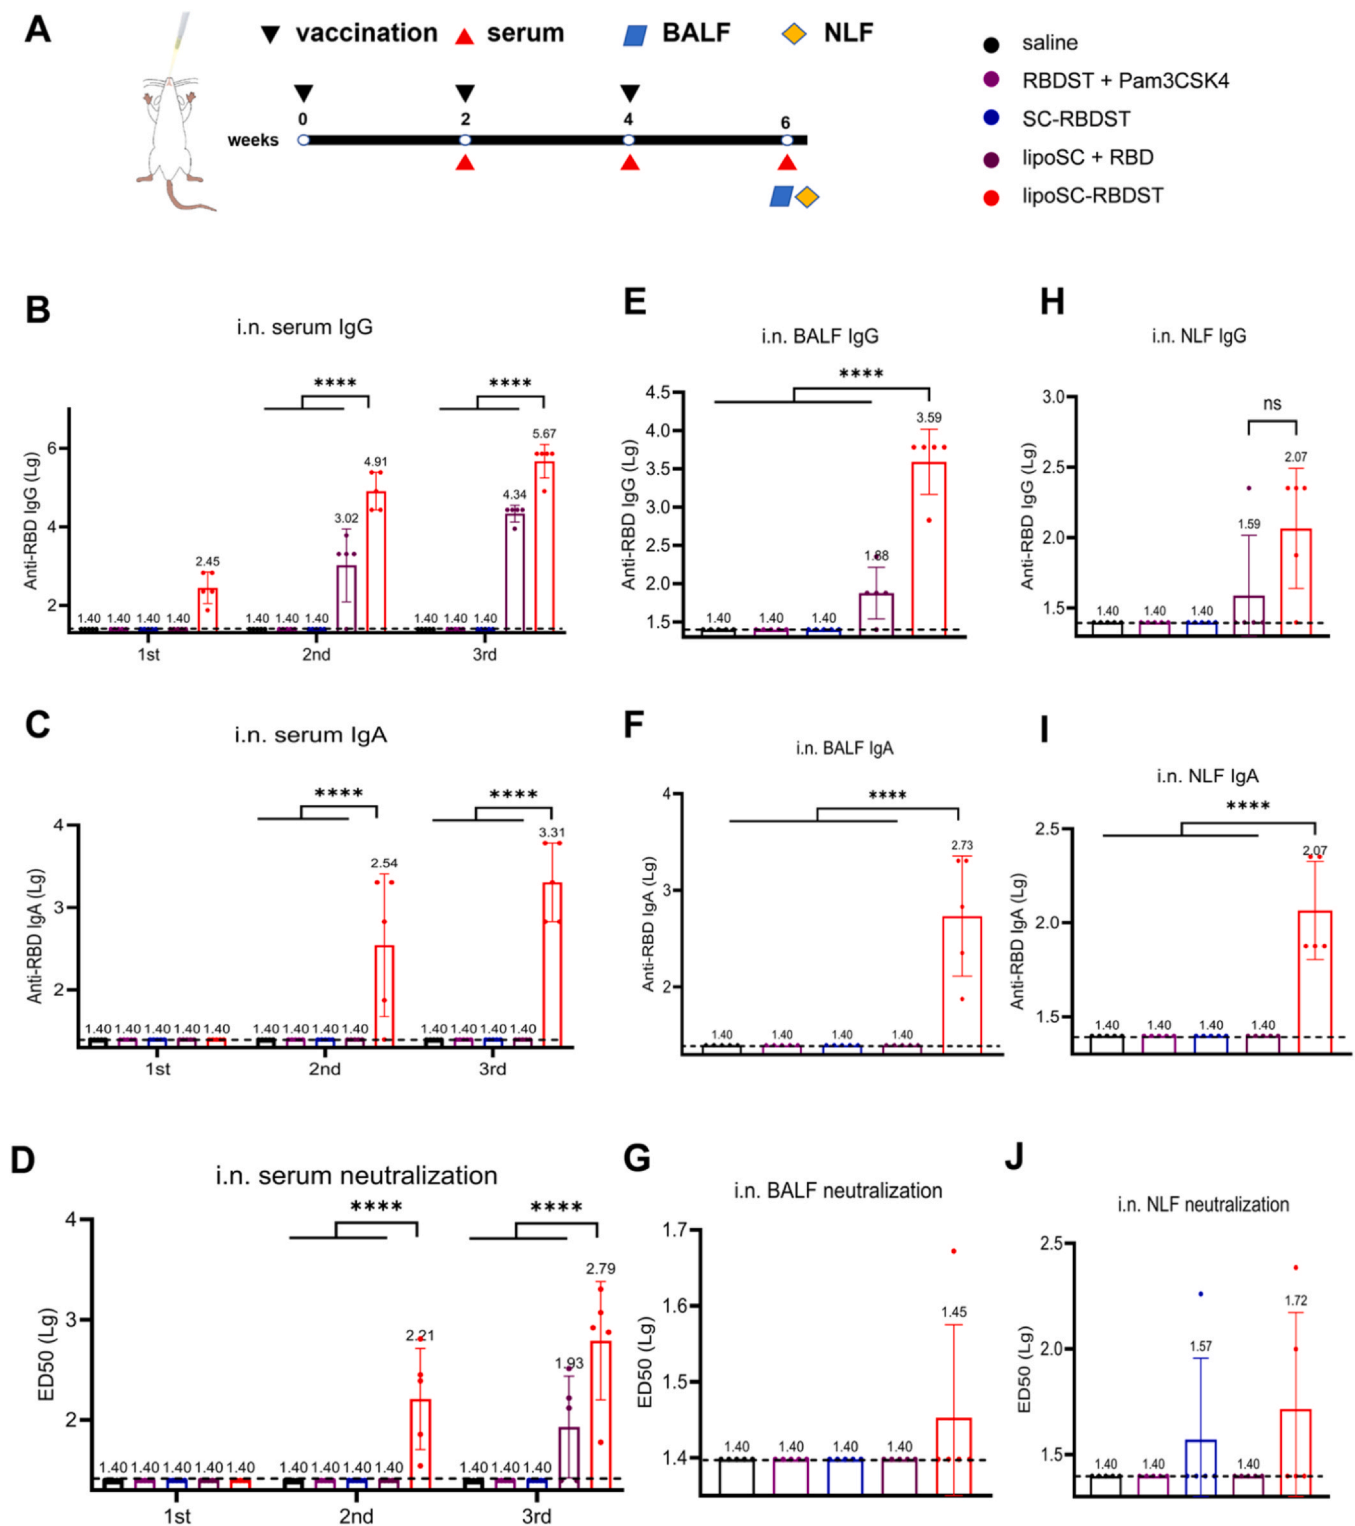 A
vaccination serum BALF NLF
0 2 4 6
weeks
saline
RBDST + Pam3CSK4
SC-RBDST
lipoSC + RBD
lipoSC-RBDST
B
i.n. serum IgG
**** ****
Anti-RBD IgG (Lg)
6
4
2
1.40 1.40 1.40 1.40 2.45
1.40 1.40 1.40 3.02 4.91
1.40 1.40 1.40 4.34 5.67
1st 2nd 3rd
E
i.n. BALF IgG
****
Anti-RBD IgG (Lg)
4.5
4.0
3.5
3.0
2.5
2.0
1.5
1.40 1.40 1.40 1.88 3.59
H
i.n. NLF IgG
ns
Anti-RBD IgG (Lg)
3.0
2.5
2.0
1.5
1.40 1.40 1.40 1.59 2.07
C
i.n. serum IgA
**** ****
Anti-RBD IgA (Lg)
4
3
2
1.40 1.40 1.40 1.40 1.40
1.40 1.40 1.40 1.40 2.54
1.40 1.40 1.40 1.40 3.31
1st 2nd 3rd
F
i.n. BALF IgA
****
Anti-RBD IgA (Lg)
4
3
2
1.40 1.40 1.40 1.40 2.73
I
i.n. NLF IgA
****
Anti-RBD IgA (Lg)
2.5
2.0
1.5
1.40 1.40 1.40 1.40 2.07
D
i.n. serum neutralization
**** ****
ED50 (Lg)
4
3
2
1.40 1.40 1.40 1.40 1.40
1.40 1.40 1.40 1.40 2.21
1.40 1.40 1.40 1.93 2.79
1st 2nd 3rd
G
i.n. BALF neutralization
ED50 (Lg)
1.7
1.6
1.5
1.4
1.40 1.40 1.40 1.40 1.45
J
i.n. NLF neutralization
ED50 (Lg)
2.5
2.0
1.5
1.40 1.40 1.57 1.40 1.72